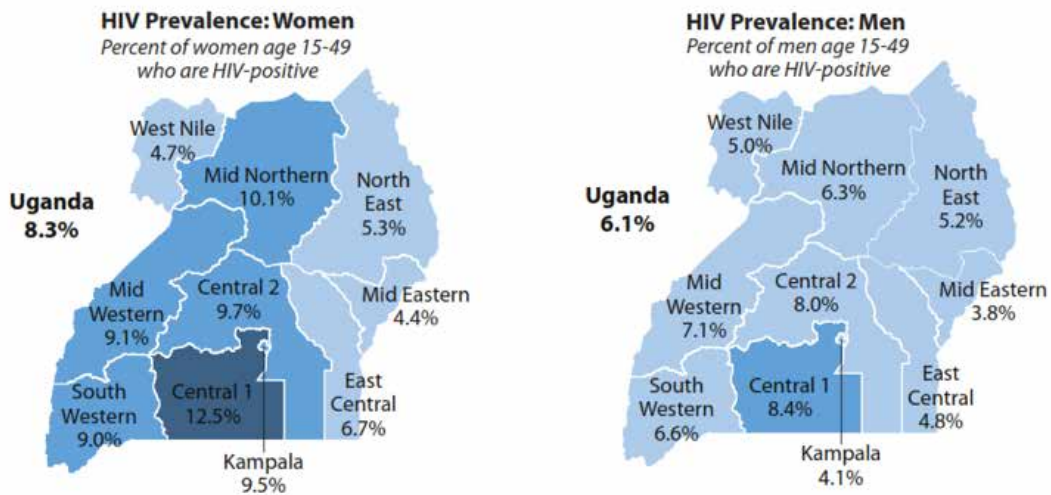 HIV Prevalence: Women
Percent of women age 15-49
who are HIV-positive
West Nile
4.7%
Mid Northern
10.1%
North
East
5.3%
Uganda
8.3%
Central 2
9.7%
Mid
Western
9.1%
Mid Eastern
4.4%
South
Western
9.0%
Central 1
12.5%
East
Central
6.7%
Kampala
9.5%
HIV Prevalence: Men
Percent of men age 15-49
who are HIV-positive
West Nile
5.0%
Mid Northern
6.3%
North
East
5.2%
Uganda
6.1%
Central 2
8.0%
Mid
Western
7.1%
Mid Eastern
3.8%
South
Western
6.6%
Central 1
8.4%
East
Central
4.8%
Kampala
4.1%